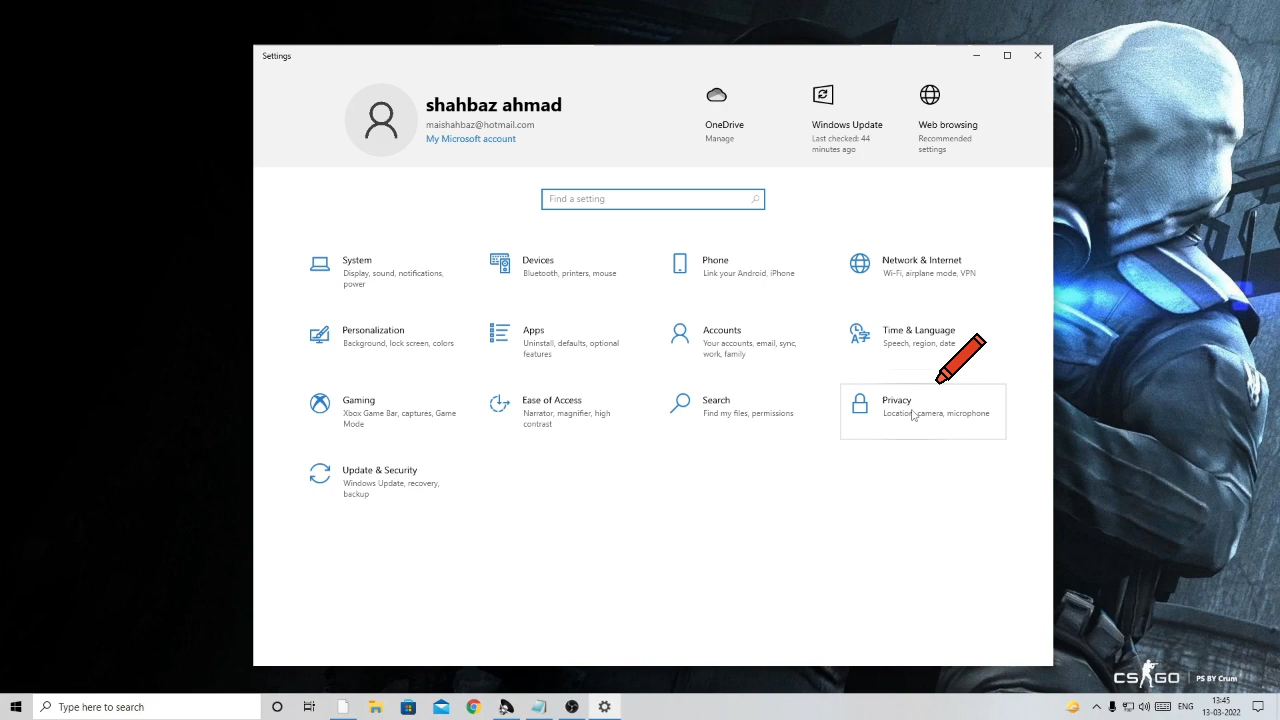 Settings
shahbaz ahmad
maishahbaz@hotmail.com
My Microsoft account
OneDrive
Manage
Windows Update
Last checked: 44
minutes ago
Web browsing
Recommended
settings
Find a setting
System
Display, sound, notifications,
power
Devices
Bluetooth, printers, mouse
Phone
Link your Android, iPhone
Network & Internet
Wi-Fi, airplane mode, VPN
Personalization
Background, lock screen, colors
Apps
Uninstall, defaults, optional
features
Accounts
Your accounts, email, sync,
work, family
Time & Language
Speech, region, date
Gaming
Xbox Game Bar, captures, Game
Mode
Ease of Access
Narrator, magnifier, high
contrast
Search
Find my files, permissions
Privacy
Location, camera, microphone
Update & Security
Windows Update, recovery,
backup
CS GO
PS BY Crum
Type here to search
ENG
13:45
13-03-2022